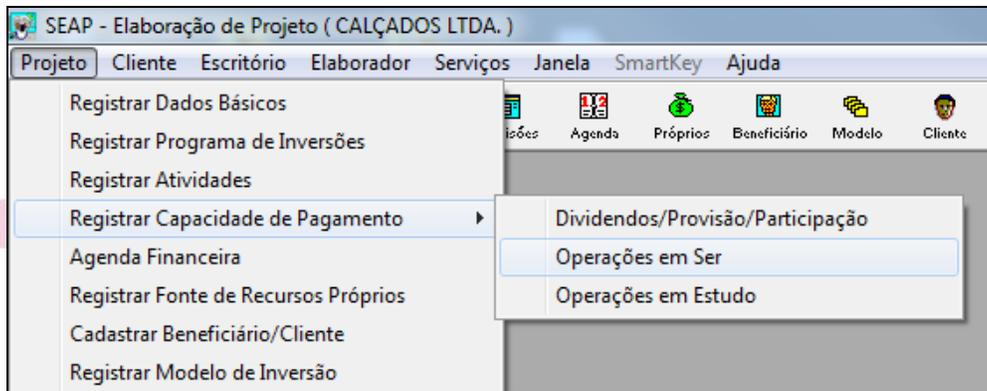 SEAP - Elaboração de Projeto ( CALÇADOS LTDA. )
Projeto Cliente Escritório Elaborador Serviços Janela SmartKey Ajuda
Agenda Próprios Beneficiário Modelo Cliente
Registrar Dados Básicos
Registrar Programa de Inversões
Registrar Atividades
Registrar Capacidade de Pagamento
Dividendos/Provisão/Participação
Operações em Ser
Operações em Estudo
Agenda Financeira
Registrar Fonte de Recursos Próprios
Cadastrar Beneficiário/Cliente
Registrar Modelo de Inversão